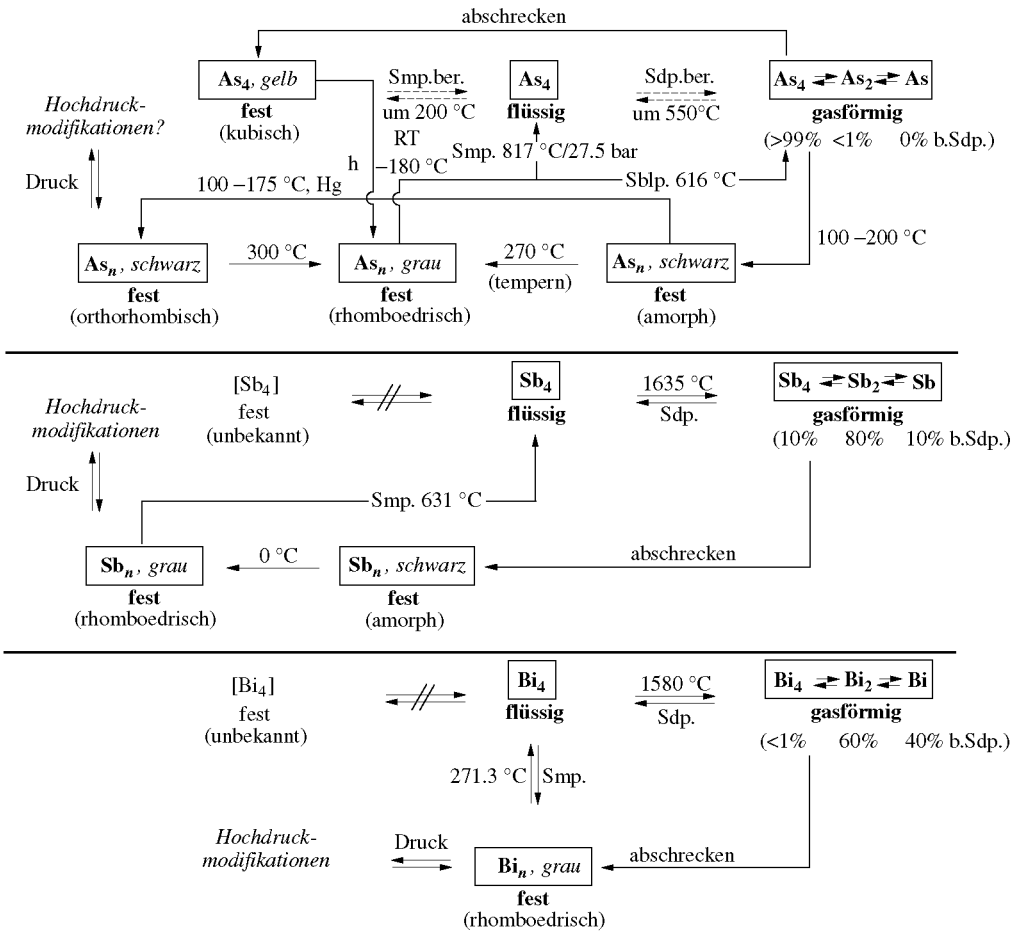 abschrecken
As4, gelb
fest
(kubisch)
Smp.ber.
um 200 °C
As4
flüssig
Sdp.ber.
um 550°C
As4 As2 As
gasförmig
(>99% <1% 0% b.Sdp.)
Hochdruck-
modifikationen?
Druck
RT
h –180 °C
Smp. 817 °C/27.5 bar
Sblp. 616 °C
100 –175 °C, Hg
100 –200 °C
Asn, schwarz
fest
(orthorhombisch)
300 °C
Asn, grau
fest
(rhomboedrisch)
270 °C
(tempern)
Asn, schwarz
fest
(amorph)
[Sb4]
fest
(unbekannt)
Sb4
flüssig
1635 °C
Sdp.
Sb4 Sb2 Sb
gasförmig
(10% 80% 10% b.Sdp.)
Hochdruck-
modifikationen
Druck
Smp. 631 °C
abschrecken
Sbn, grau
fest
(rhomboedrisch)
0 °C
Sbn, schwarz
fest
(amorph)
[Bi4]
fest
(unbekannt)
Bi4
flüssig
1580 °C
Sdp.
Bi4 Bi2 Bi
gasförmig
(<1% 60% 40% b.Sdp.)
271.3 °C Smp.
Hochdruck-
modifikationen
Druck
Bin, grau
fest
(rhomboedrisch)
abschrecken